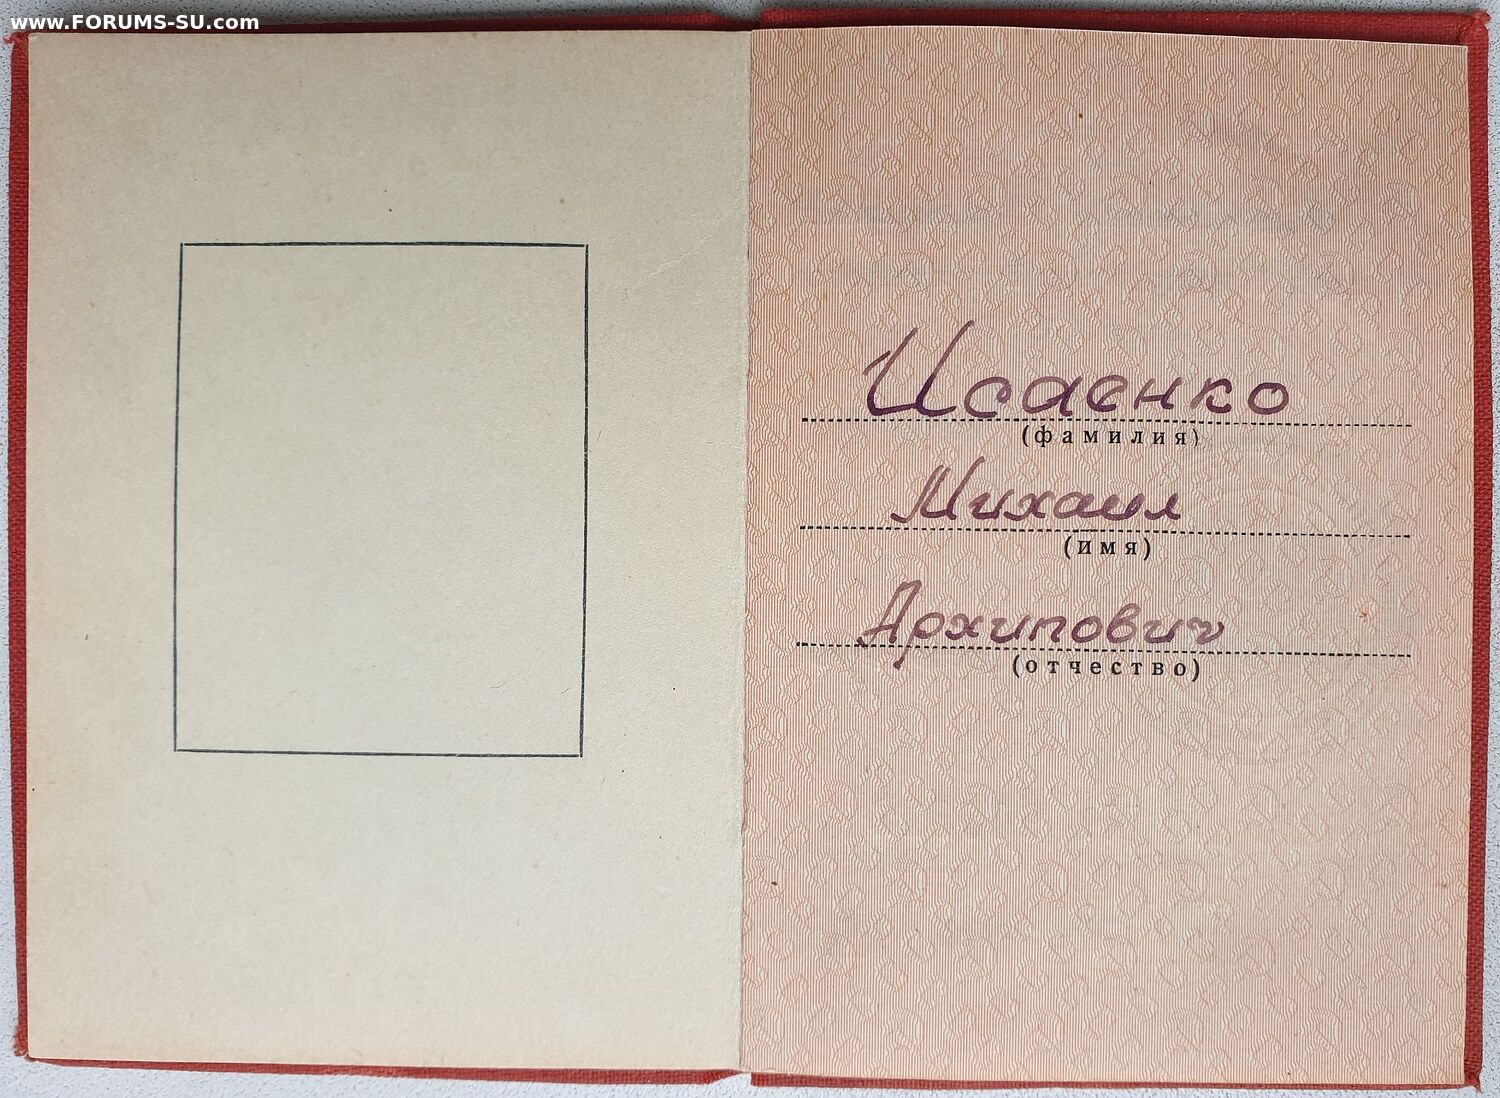 www.FORUMS-SU.com
Исаенко
(фамилия)
Михаил
(имя)
Архипович
(отчество)